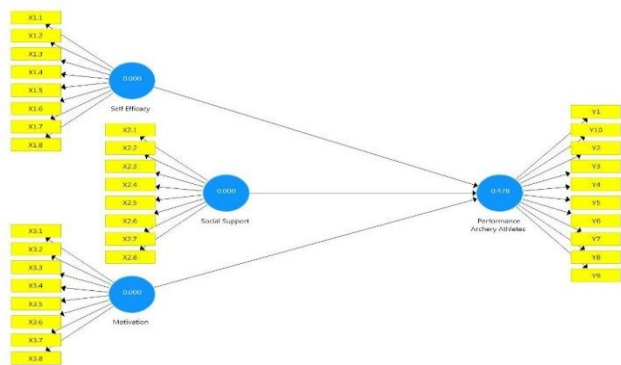 X1.1
X1.2
X1.3
X1.4
X1.5
X1.6
X1.7
X1.8
0.000
Self Efficacy
X2.1
X2.2
X2.3
X2.4
X2.5
X2.6
X2.7
X2.8
0.000
Social Support
X3.1
X3.2
X3.3
X3.4
X3.5
X3.6
X3.7
X3.8
0.000
Motivation
0.478
Performance
Archery Athletes
Y1
Y10
Y2
Y3
Y4
Y5
Y6
Y7
Y8
Y9